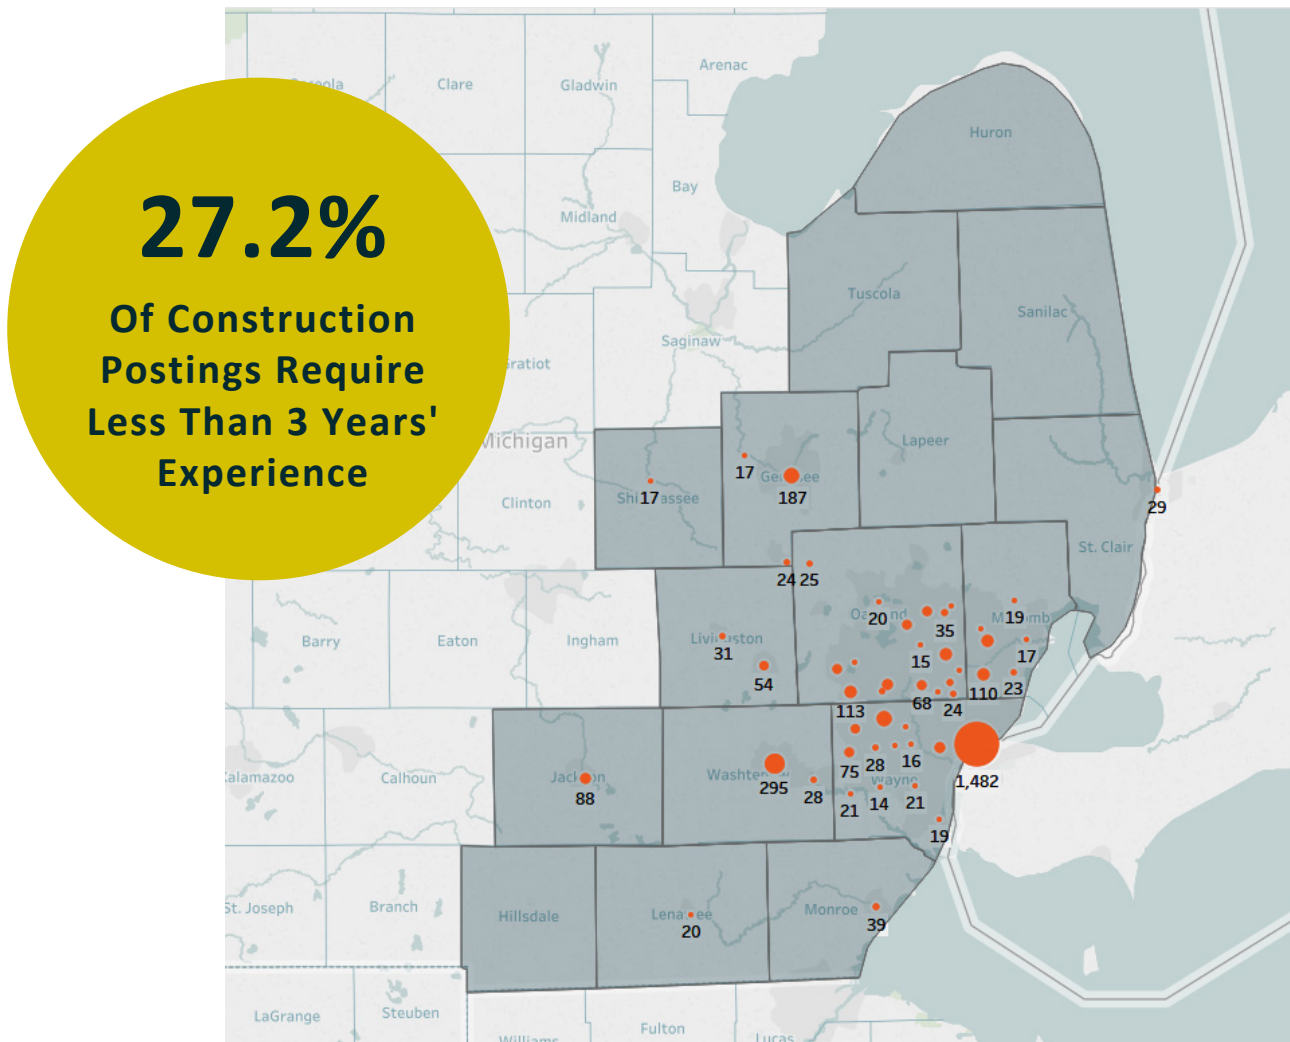 27.2%
Of Construction
Postings Require
Less Than 3 Years'
Experience
Arenac
Clare
Gladwin
Huron
Bay
Midland
Tuscola
Sanilac
Saginaw
Michigan
Lapeer
17
187
17
Clinton
29
St. Clair
24 25
20
35
19
Barry
Eaton
Ingham
31
15
17
54
113
68
24
110
23
75
28
16
Wayne
1,482
Calhoun
88
295
28
21
14
21
19
St. Joseph
Branch
Hillsdale
20
Monroe
39
LaGrange
Steuben
Fulton
Lucas
Williams